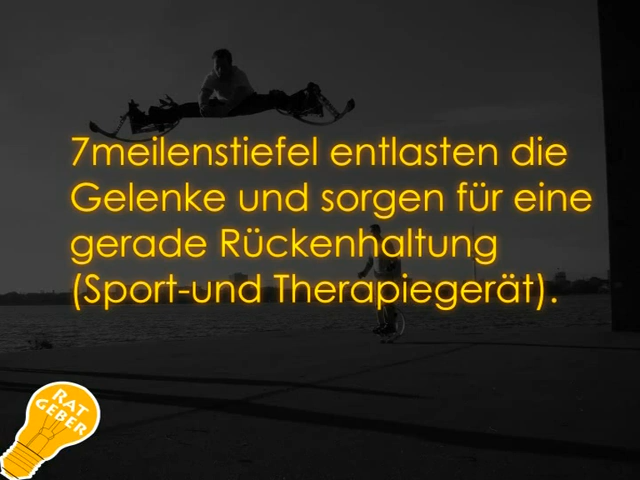 7meilenstiefel entlasten die
Gelenke und sorgen für eine
gerade Rückenhaltung
(Sport-und Therapiegerät).
RAT
GEBER